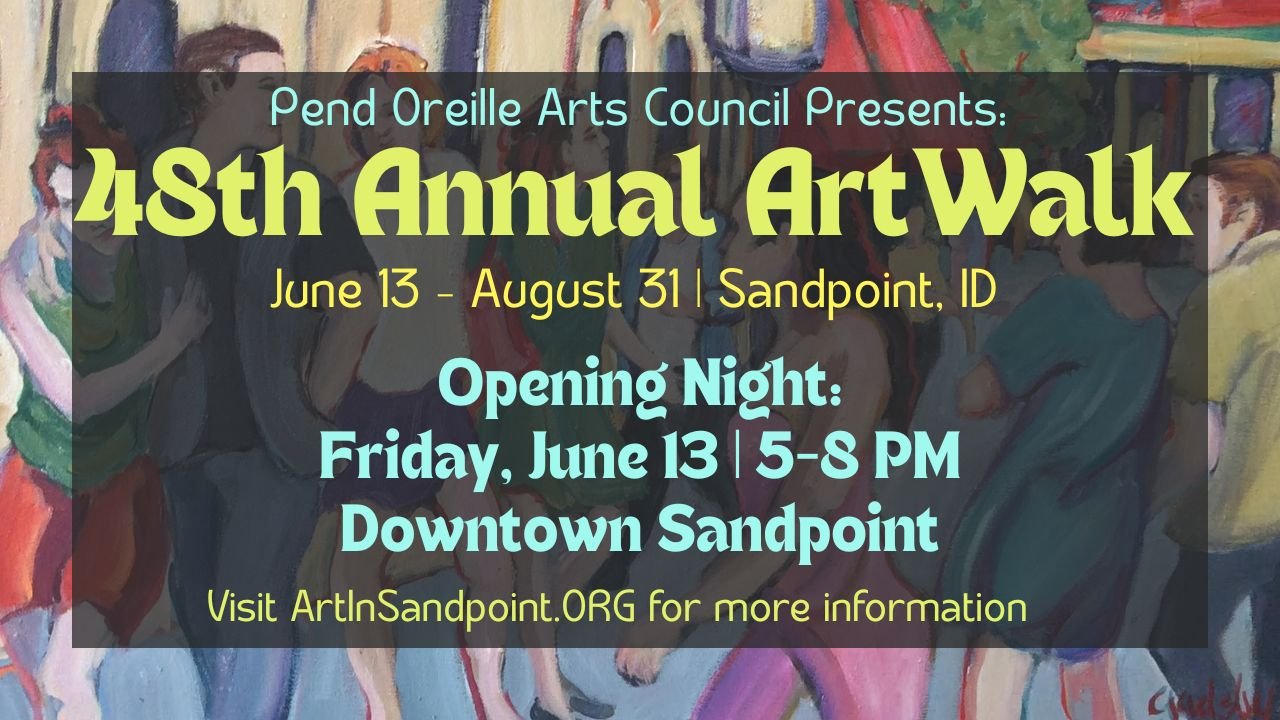 Pend Oreille Arts Council Presents:
48th Annual ArtWalk
June 13 - August 31 | Sandpoint, ID
Opening Night:
Friday, June 13 | 5-8 PM
Downtown Sandpoint
Visit ArtInSandpoint.ORG for more information